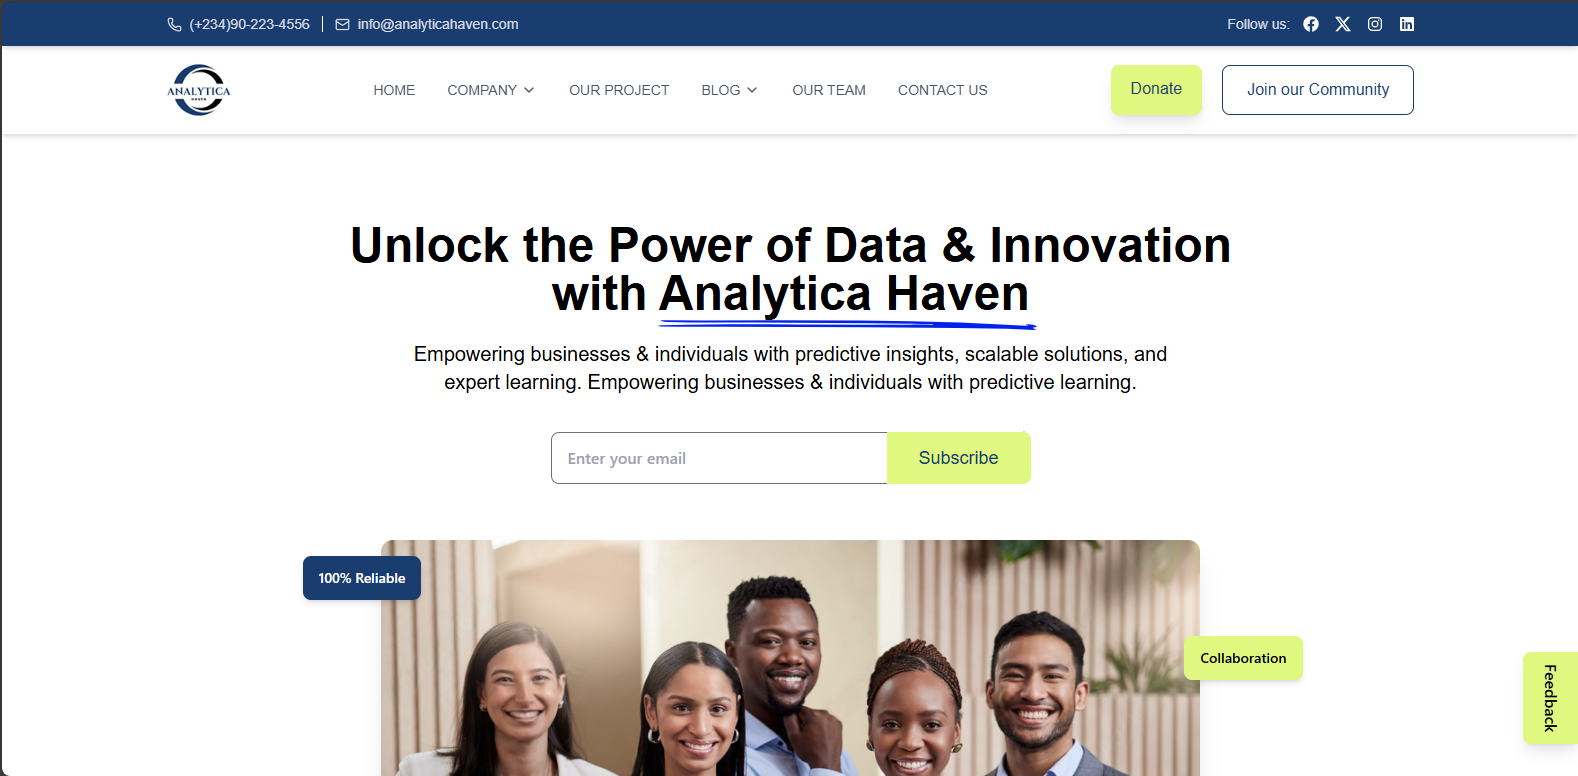 (+234)90-223-4556
info@analyticahaven.com
Follow us:
ANALYTICA
HAVEN
HOME
COMPANY
OUR PROJECT
BLOG
OUR TEAM
CONTACT US
Donate
Join our Community
Unlock the Power of Data & Innovation
with Analytica Haven
Empowering businesses & individuals with predictive insights, scalable solutions, and
expert learning. Empowering businesses & individuals with predictive learning.
Enter your email
Subscribe
100% Reliable
Collaboration
Feedback